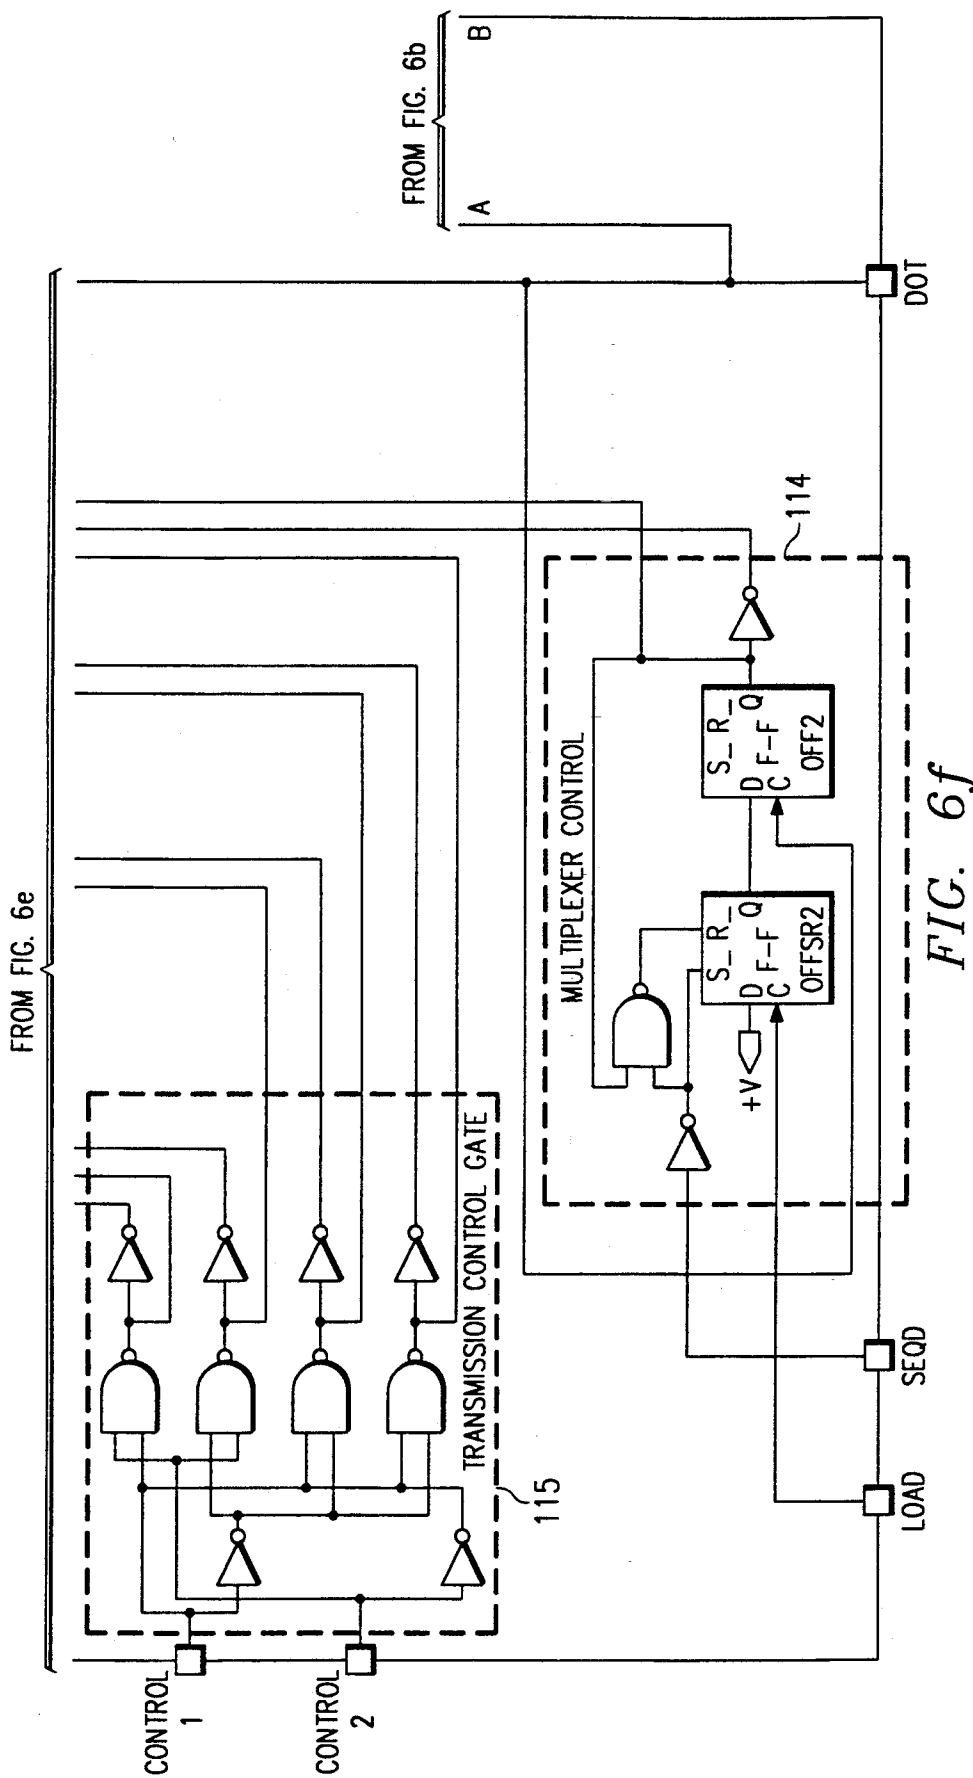 FROM FIG. 6e
FROM FIG. 6b
A
B
CONTROL
1
CONTROL
2
TRANSMISSION CONTROL GATE
115
MULTIPLEXER CONTROL
114
+V
S_ R_
D Q
C F-F
OFFSR2
S_ R_
D Q
C F-F
OFF2
LOAD
SEQD
DOT
FIG. 6f